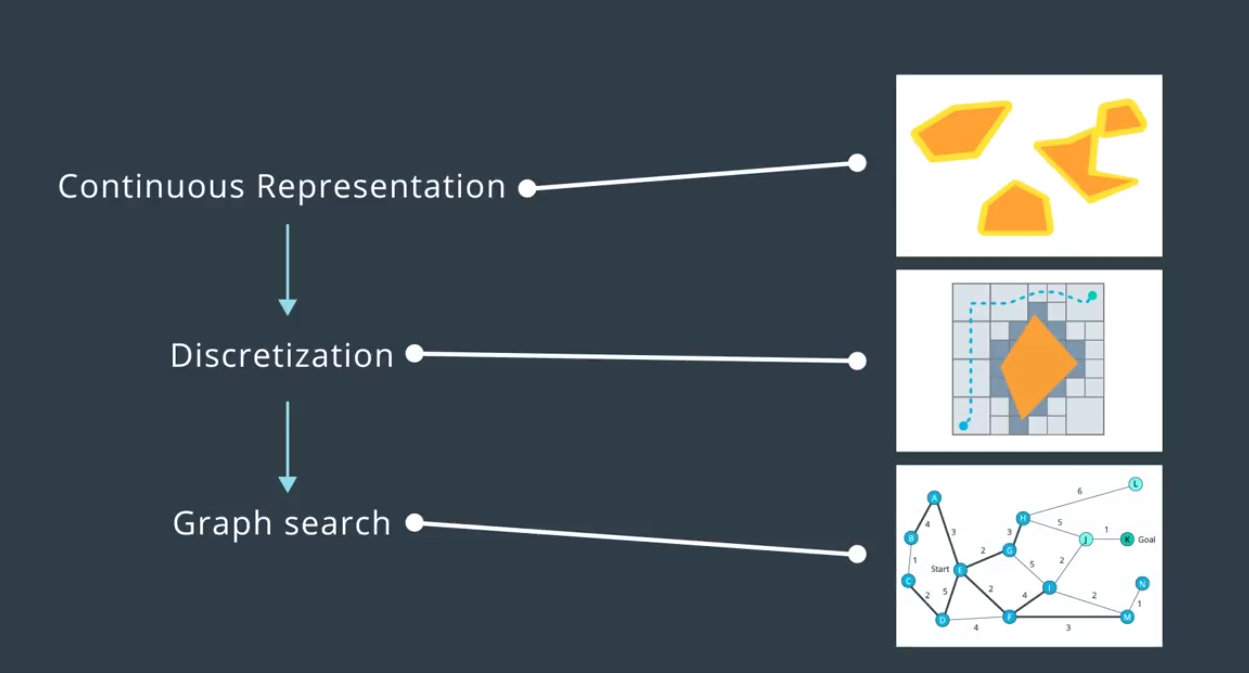 Continuous Representation
Discretization
Graph search
A
B
C
D
Start
E
F
G
H
I
J
K
Goal
L
M
N
4
3
1
2
5
4
2
2
3
5
4
6
5
2
1
2
3
1